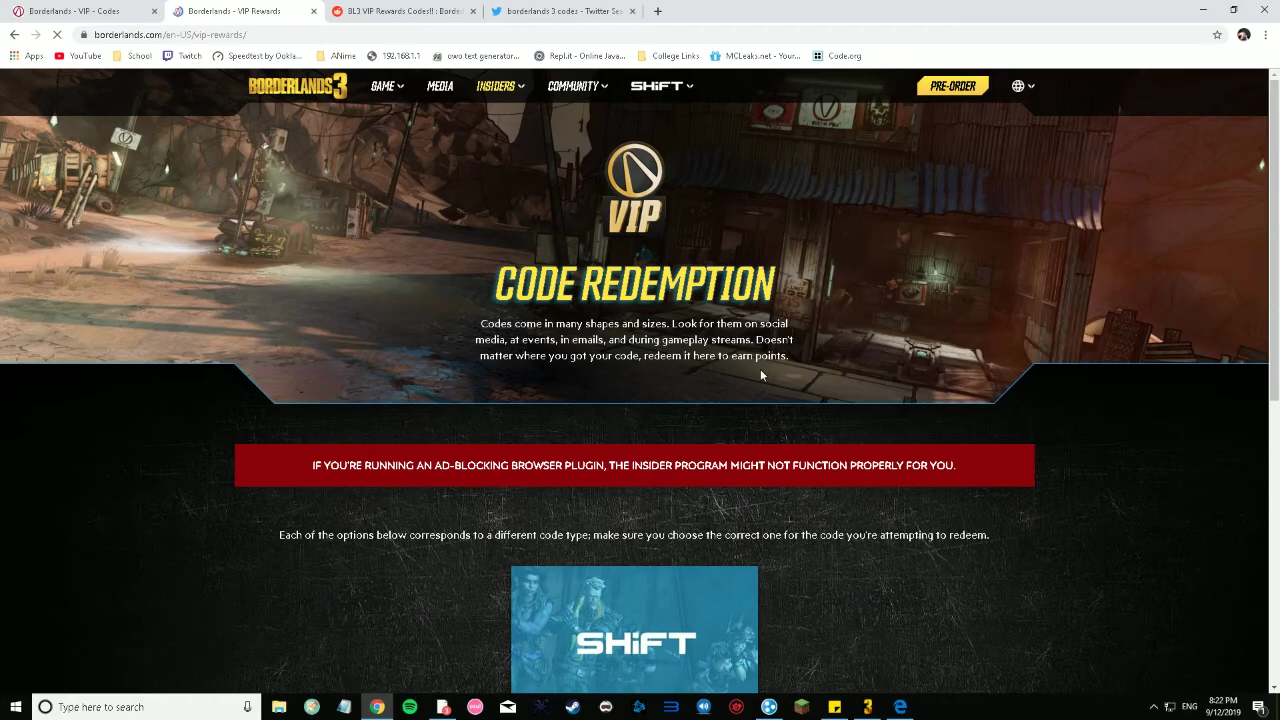 Borderlands - VIP Codes
Borderlands - VIP Rewards
BL3 VIP Codes!! : Borderlands
Borderlands 3 codes - Twitter Sea
borderlands.com/en-US/vip-rewards/
Apps
YouTube
School
Twitch
Speedtest by Ookla...
ANime
192.168.1.1
owo text generator...
Repl.it - Online Java...
College Links
MCLeaks.net - Your...
Code.org
BORDERLANDS 3
GAME
MEDIA
INSIDERS
COMMUNITY
SHiFT
PRE-ORDER
VIP
CODE REDEMPTION
Codes come in many shapes and sizes. Look for them on social
media, at events, in emails, and during gameplay streams. Doesn't
matter where you got your code, redeem it here to earn points.
IF YOU'RE RUNNING AN AD-BLOCKING BROWSER PLUGIN, THE INSIDER PROGRAM MIGHT NOT FUNCTION PROPERLY FOR YOU.
Each of the options below corresponds to a different code type; make sure you choose the correct one for the code you're attempting to redeem.
SHiFT
Type here to search
ENG
8:22 PM
9/12/2019